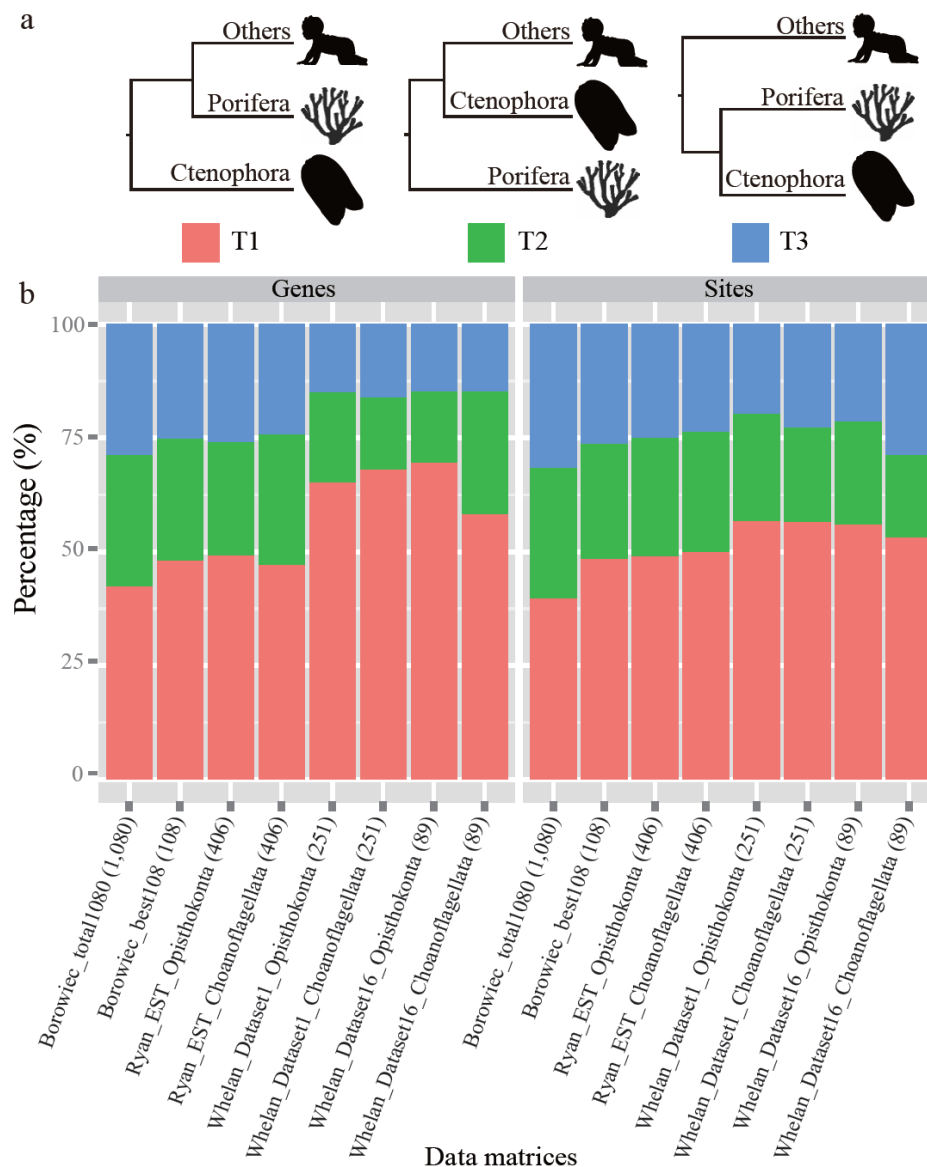 a
Others
Porifera
Ctenophora
Others
Ctenophora
Porifera
Others
Porifera
Ctenophora
T1
T2
T3
b
Genes
Sites
Percentage (%)
100
75
50
25
0
Borowiec_total1080 (1,080)
Borowiec_best108 (108)
Ryan_EST_Opisthokonta (406)
Ryan_EST_Choanoflagellata (406)
Whelan_Dataset1_Opisthokonta (251)
Whelan_Dataset1_Choanoflagellata (251)
Whelan_Dataset16_Opisthokonta (89)
Whelan_Dataset16_Choanoflagellata (89)
Borowiec_total1080 (1,080)
Borowiec_best108 (108)
Ryan_EST_Opisthokonta (406)
Ryan_EST_Choanoflagellata (406)
Whelan_Dataset1_Opisthokonta (251)
Whelan_Dataset1_Choanoflagellata (251)
Whelan_Dataset16_Opisthokonta (89)
Whelan_Dataset16_Choanoflagellata (89)
Data matrices